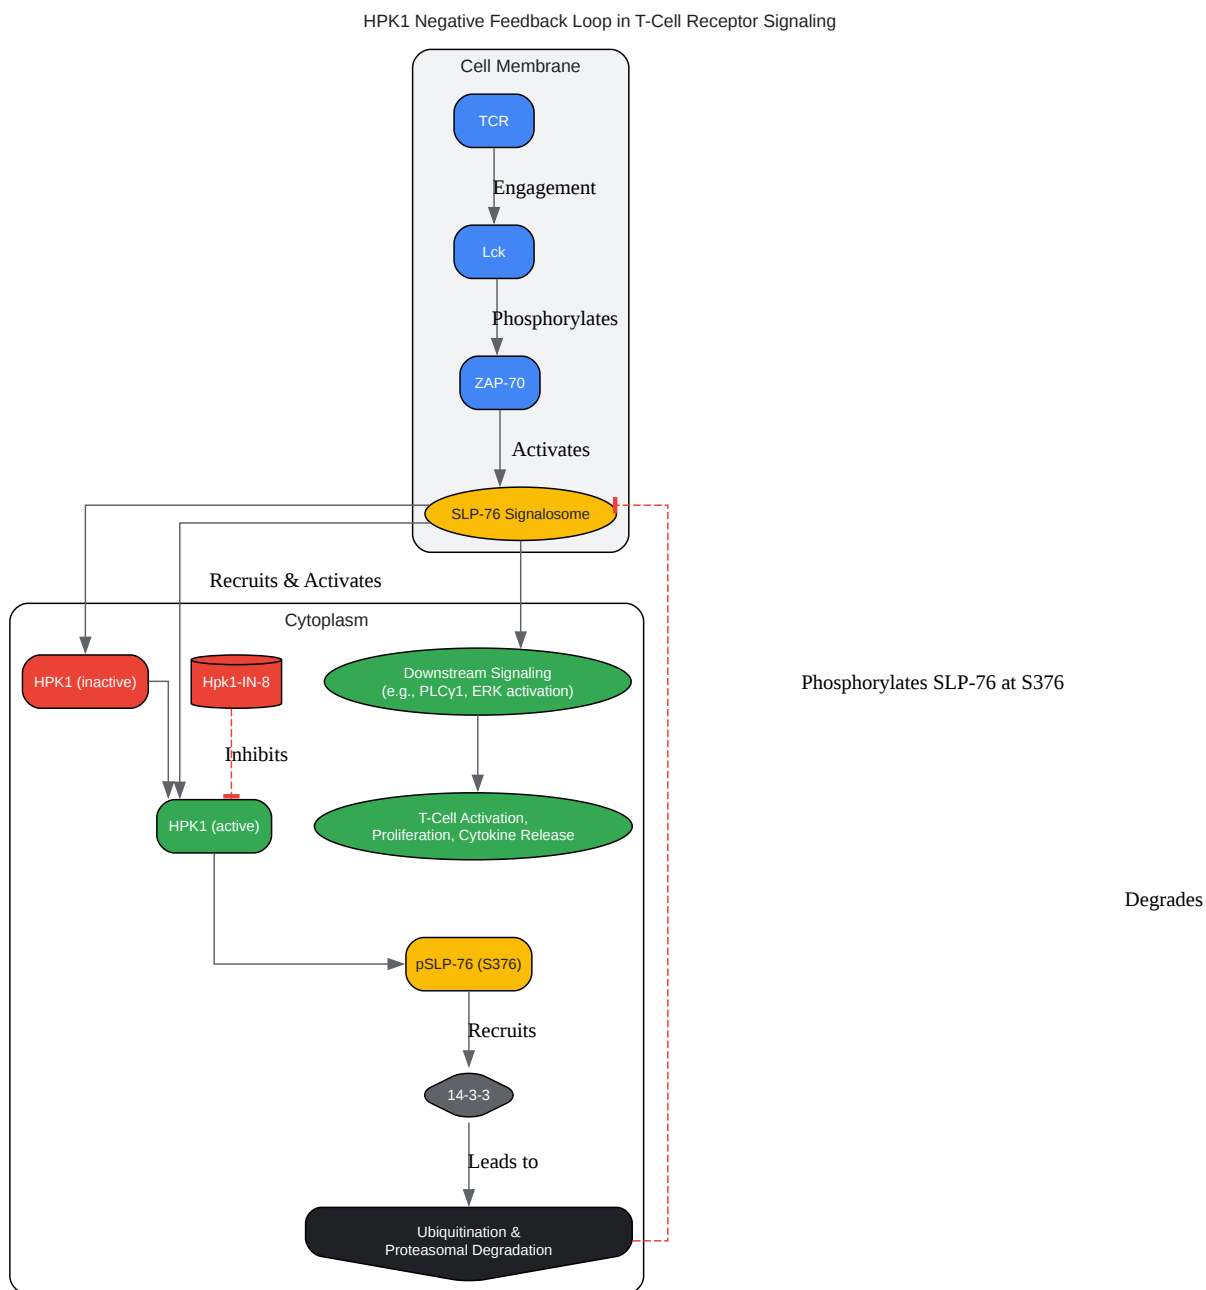 HPK1 Negative Feedback Loop in T-Cell Receptor Signaling
Cell Membrane
TCR
Engagement
Lck
Phosphorylates
ZAP-70
Activates
SLP-76 Signalosome
Recruits & Activates
Cytoplasm
HPK1 (inactive)
Hpk1-IN-8
Downstream Signaling
(e.g., PLCγ1, ERK activation)
Phosphorylates SLP-76 at S376
Inhibits
HPK1 (active)
T-Cell Activation,
Proliferation, Cytokine Release
Degrades
pSLP-76 (S376)
Recruits
14-3-3
Leads to
Ubiquitination &
Proteasomal Degradation